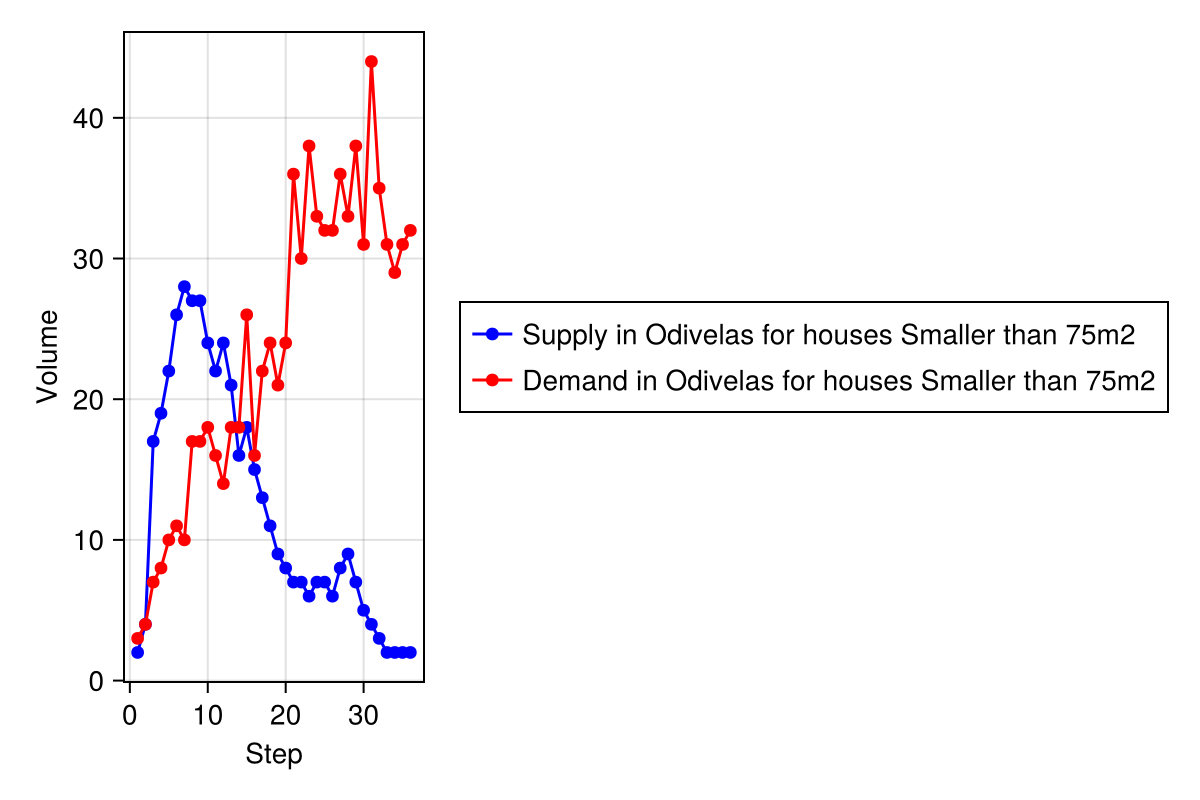 40
30
20
10
0
Volume
0 10 20 30
Step
Supply in Odivelas for houses Smaller than 75m2
Demand in Odivelas for houses Smaller than 75m2